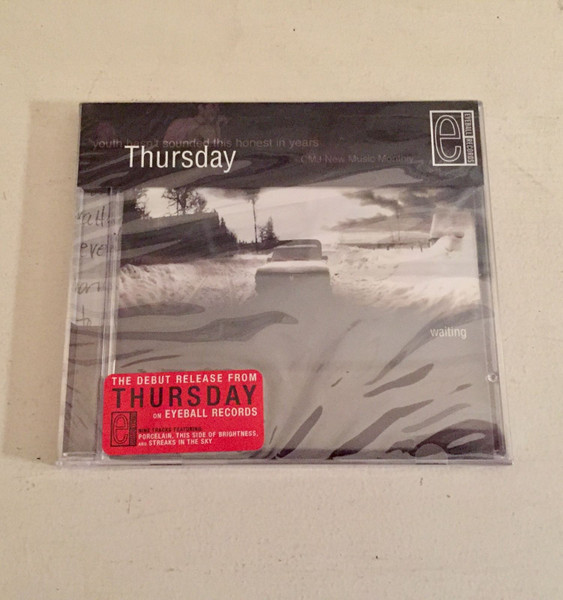 "youth hasn't sounded this honest in years
Thursday
- CMJ New Music Monthly
e
EYEBALL RECORDS
waiting
THE DEBUT RELEASE FROM
THURSDAY
ON EYEBALL RECORDS
e
NINE TRACKS FEATURING
PORCELAIN, THIS SIDE OF BRIGHTNESS,
AND STREAKS IN THE SKY